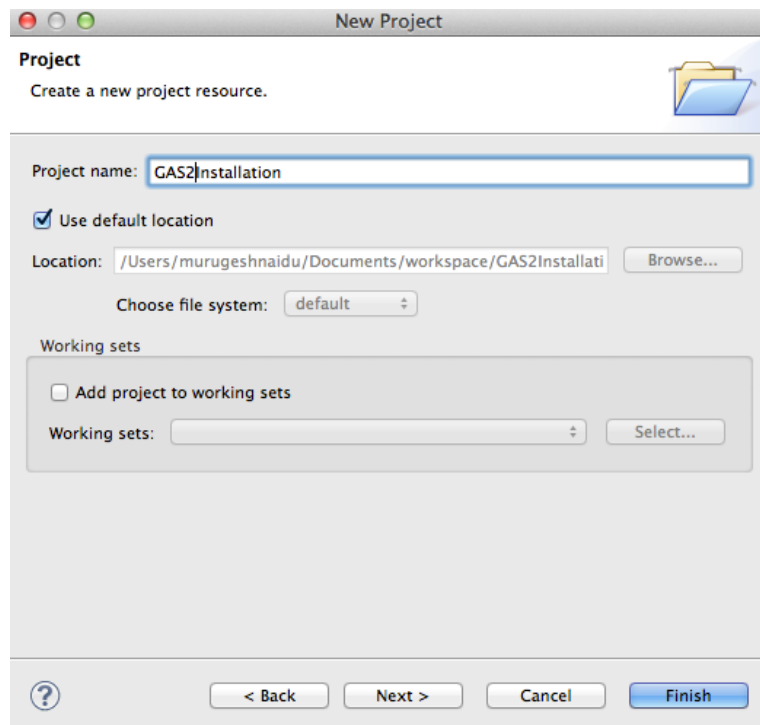 New Project
Project
Create a new project resource.
Project name: GAS2Installation
Use default location
Location: /Users/murugeshnaidu/Documents/workspace/GAS2Installati Browse...
Choose file system: default
Working sets
Add project to working sets
Working sets: Select...
? < Back Next > Cancel Finish